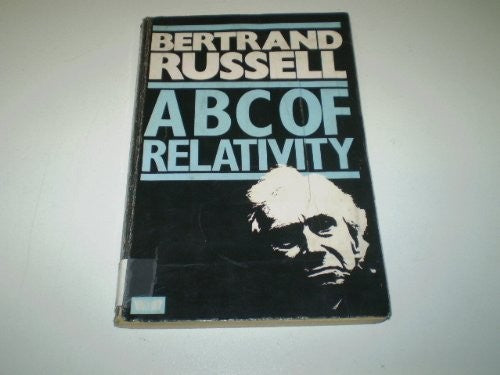 BERTRAND
RUSSELL
ABC OF
RELATIVITY